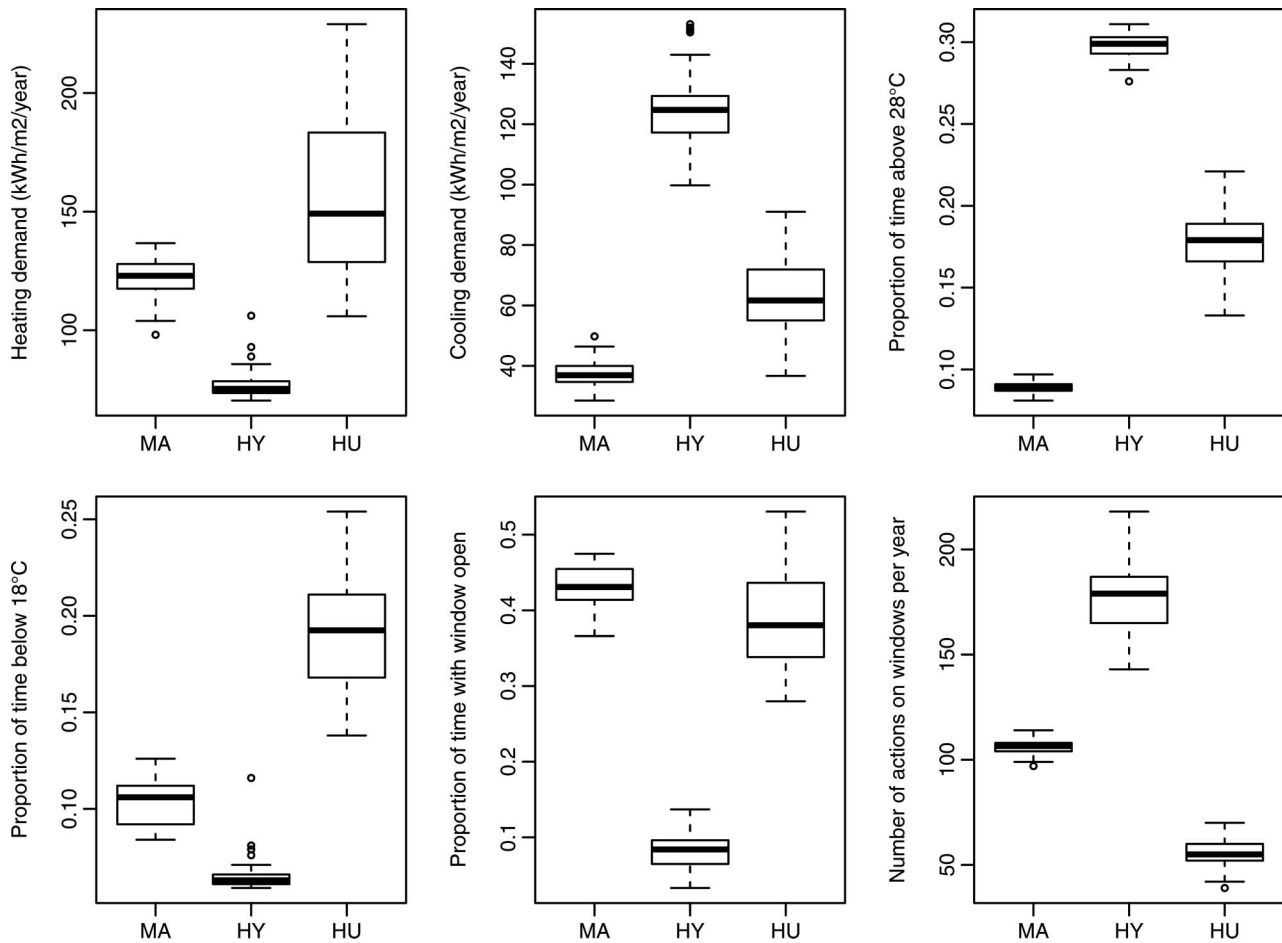 Heating demand (kWh/m2/year)
200
150
100
MA HY HU
Cooling demand (kWh/m2/year)
140
120
100
80
60
40
MA HY HU
Proportion of time above 28°C
0.30
0.25
0.20
0.15
0.10
MA HY HU
Proportion of time below 18°C
0.25
0.20
0.15
0.10
MA HY HU
Proportion of time with window open
0.5
0.4
0.3
0.2
0.1
MA HY HU
Number of actions on windows per year
200
150
100
50
MA HY HU